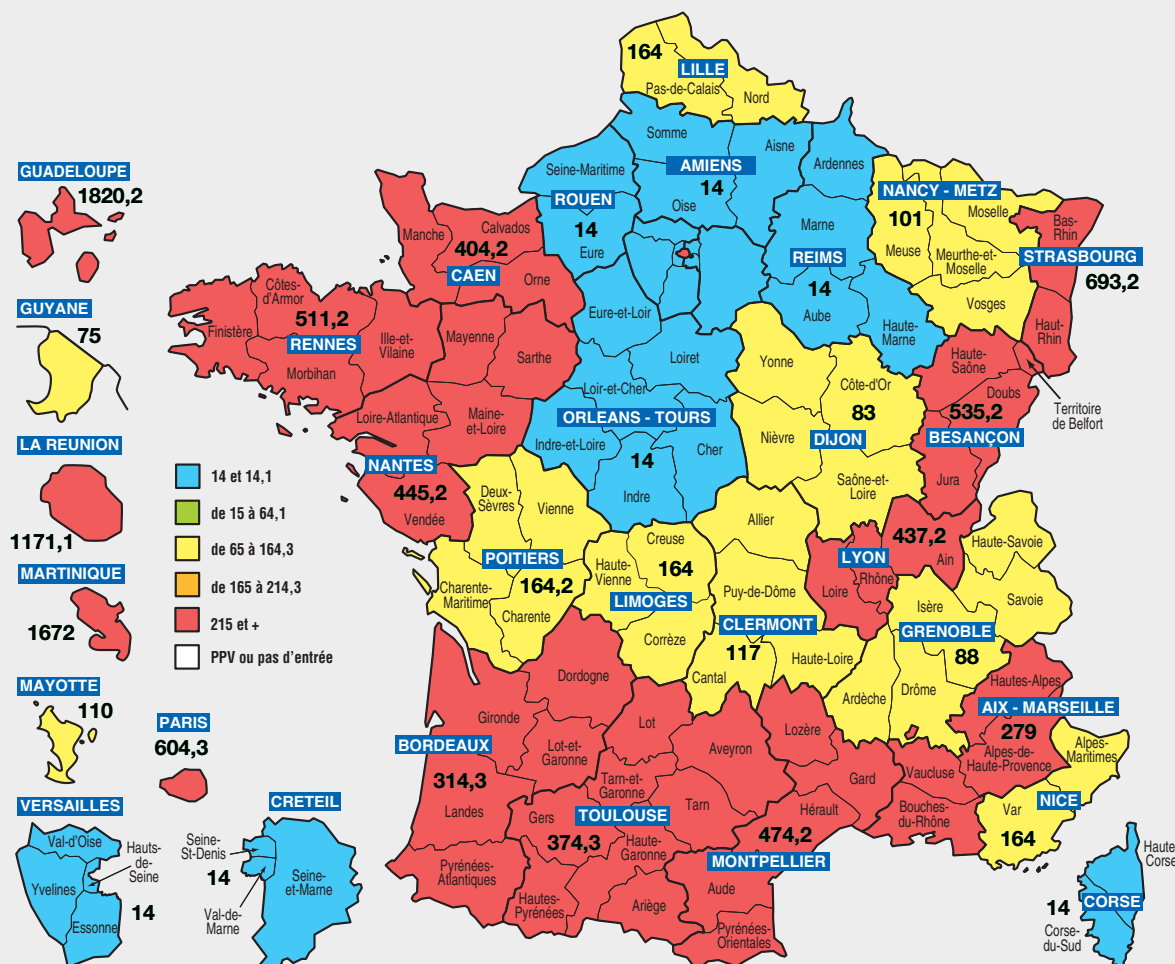 164
LILLE
Pas-de-Calais
Nord
Somme
Aisne
AMIENS
14
Oise
Seine-Maritime
ROUEN
14
Eure
Ardennes
Marne
REIMS
14
Aube
Haute-
Marne
NANCY - METZ
101
Moselle
Meuse
Meurthe-et-
Moselle
Vosges
Bas-
Rhin
STRASBOURG
693,2
Haut-
Rhin
GUADELOUPE
1820,2
GUYANE
75
LA REUNION
1171,1
MARTINIQUE
1672
MAYOTTE
110
PARIS
604,3
Manche
Calvados
404,2
CAEN
Orne
Côtes-
d'Armor
Finistère
511,2
RENNES
Ille-et-
Vilaine
Morbihan
Mayenne
Sarthe
Loire-Atlantique
Maine-
et-Loire
NANTES
445,2
Vendée
Eure-et-Loir
Loiret
Loir-et-Cher
ORLEANS - TOURS
Indre-et-Loire
14
Cher
Indre
Yonne
Côte-d'Or
83
Nièvre
DIJON
Saône-et-
Loire
Haute-
Saône
Doubs
535,2
BESANÇON
Jura
Territoire
de Belfort
14 et 14,1
de 15 à 64,1
de 65 à 164,3
de 165 à 214,3
215 et +
PPV ou pas d'entrée
Deux-
Sèvres
Vienne
POITIERS
164,2
Charente-
Maritime
Charente
Creuse
Haute-
Vienne
164
LIMOGES
Corrèze
Allier
Puy-de-Dôme
CLERMONT
117
Haute-Loire
Cantal
437,2
LYON
Ain
Rhône
Loire
Haute-Savoie
Savoie
Isère
GRENOBLE
88
Ardèche
Drôme
Hautes-Alpes
AIX - MARSEILLE
279
Alpes-de-
Haute-Provence
Vaucluse
Bouches-
du-Rhône
Alpes-
Maritimes
NICE
Var
164
Dordogne
Gironde
BORDEAUX
314,3
Lot-et-
Garonne
Landes
Pyrénées-
Atlantiques
Lot
Aveyron
Tarn-et-
Garonne
Gers
TOULOUSE
Tarn
374,3
Haute-
Garonne
Hautes-
Pyrénées
Ariège
Lozère
Gard
Hérault
474,2
MONTPELLIER
Aude
Pyrénées-
Orientales
VERSAILLES
Val-d'Oise
Hauts-
de-
Seine
Yvelines
14
Essonne
CRETEIL
Seine-
St-Denis
14
Seine-
et-Marne
Val-de-
Marne
Haute
Corse
14
CORSE
Corse-
du-Sud